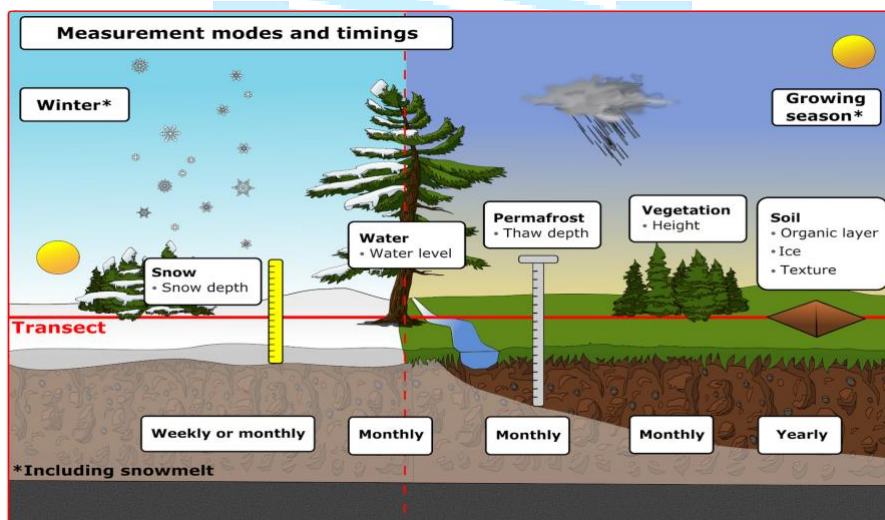 Measurement modes and timings
Winter*
Growing
season*
Snow
• Snow depth
Water
• Water level
Permafrost
• Thaw depth
Vegetation
• Height
Soil
• Organic layer
• Ice
• Texture
Transect
Weekly or monthly
Monthly
Monthly
Monthly
Yearly
*Including snowmelt